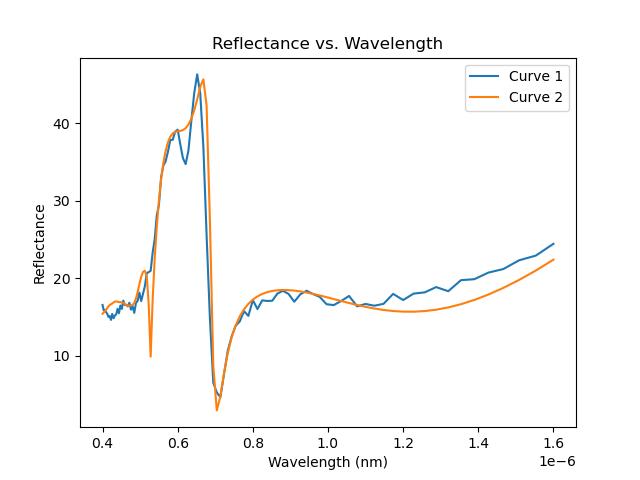 Reflectance vs. Wavelength
Curve 1
Curve 2
Reflectance
40
30
20
10
0.4
0.6
0.8
1.0
1.2
1.4
1.6
1e−6
Wavelength (nm)